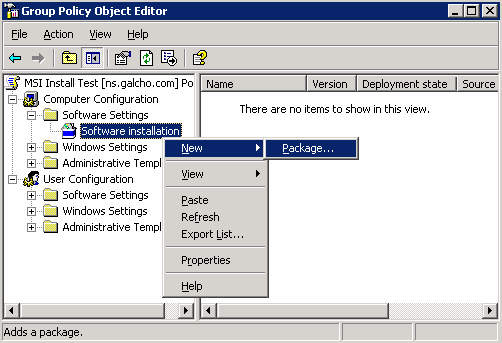 Group Policy Object Editor
File Action View Help
MSI Install Test [ns.galcho.com] Po
Computer Configuration
Software Settings
Software installation
Windows Settings
Administrative Templ
User Configuration
Software Settings
Windows Settings
Administrative Templ
Name Version Deployment state Source
There are no items to show in this view.
New
Package...
View
Paste
Refresh
Export List...
Properties
Help
Adds a package.